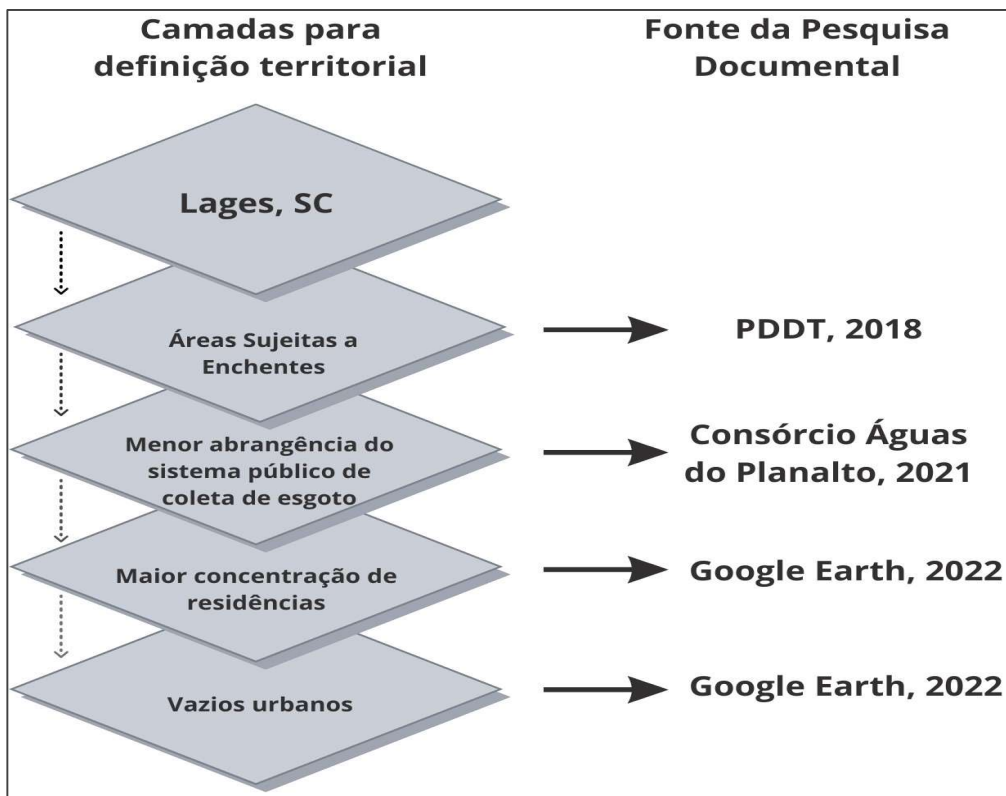 Camadas para
definição territorial
Fonte da Pesquisa
Documental
Lages, SC
Áreas Sujeitas a
Enchentes
PDDT, 2018
Menor abrangência do
sistema público de
coleta de esgoto
Consórcio Águas
do Planalto, 2021
Maior concentração de
residências
Google Earth, 2022
Vazios urbanos
Google Earth, 2022